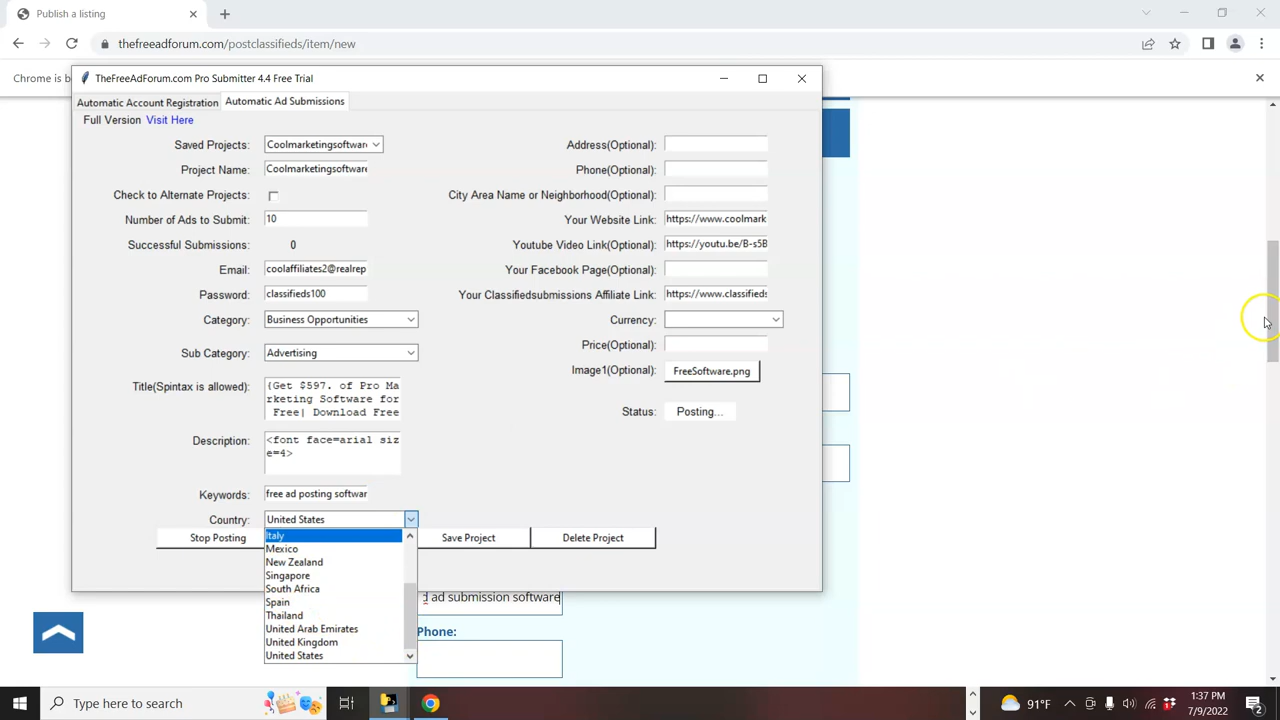 Publish a listing
thefreeadforum.com/postclassifieds/item/new
Chrome is be
TheFreeAdForum.com Pro Submitter 4.4 Free Trial
Automatic Account Registration
Automatic Ad Submissions
Full Version Visit Here
Saved Projects: Coolmarketingsoftwar
Address(Optional):
Project Name: Coolmarketingsoftware
Phone(Optional):
Check to Alternate Projects:
City Area Name or Neighborhood(Optional):
Number of Ads to Submit: 10
Your Website Link: https://www.coolmark
Successful Submissions: 0
Youtube Video Link(Optional): https://youtu.be/B-s5B
Email: coolaffiliates2@realrep
Your Facebook Page(Optional):
Password: classifieds100
Your Classifiedsubmissions Affiliate Link: https://www.classifieds
Category: Business Opportunities
Currency:
Price(Optional):
Sub Category: Advertising
Image1(Optional): FreeSoftware.png
Title(Spintax is allowed): {Get $597. of Pro Ma
rketing Software for
Free| Download Free
Status: Posting...
Description: <font face=arial siz
e=4>
Keywords: free ad posting softwar
Country: United States
Stop Posting
Save Project
Delete Project
Italy
Mexico
New Zealand
Singapore
South Africa
Spain
Thailand
United Arab Emirates
United Kingdom
United States
d ad submission software
Phone:
Type here to search
91°F
1:37 PM
7/9/2022
2